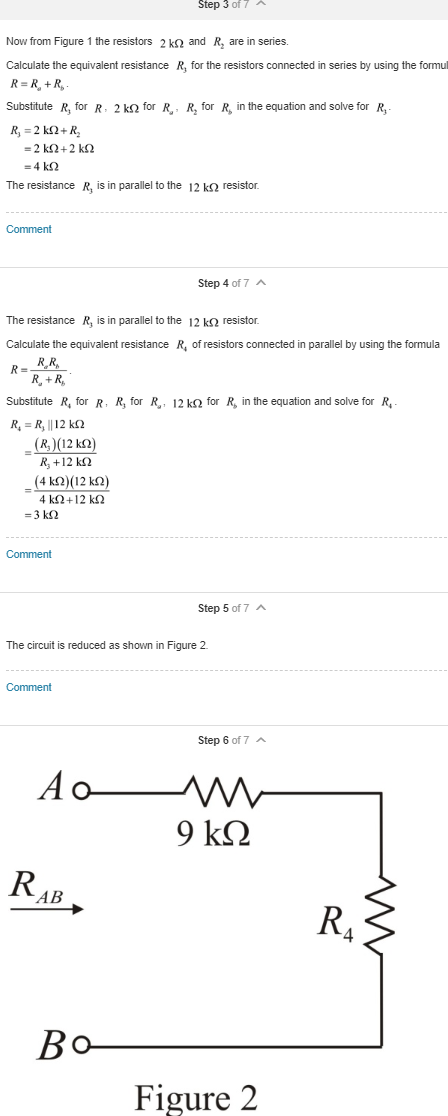 Step 3 of 7
Now from Figure 1 the resistors 2 kΩ and R₂ are in series.
Calculate the equivalent resistance R₃ for the resistors connected in series by using the formul
R = Rₐ + R_b.
Substitute R₃ for R, 2 kΩ for Rₐ, R₂ for R_b in the equation and solve for R₃.
R₃ = 2 kΩ + R₂
= 2 kΩ + 2 kΩ
= 4 kΩ
The resistance R₃ is in parallel to the 12 kΩ resistor.
Comment
Step 4 of 7
The resistance R₃ is in parallel to the 12 kΩ resistor.
Calculate the equivalent resistance R₄ of resistors connected in parallel by using the formula
R = RₐR_b / Rₐ + R_b.
Substitute R₄ for R, R₃ for Rₐ, 12 kΩ for R_b in the equation and solve for R₄.
R₄ = R₃ || 12 kΩ
= (R₃)(12 kΩ) / R₃ + 12 kΩ
= (4 kΩ)(12 kΩ) / 4 kΩ + 12 kΩ
= 3 kΩ
Comment
Step 5 of 7
The circuit is reduced as shown in Figure 2.
Comment
Step 6 of 7
A
9 kΩ
R_AB
R₄
B
Figure 2